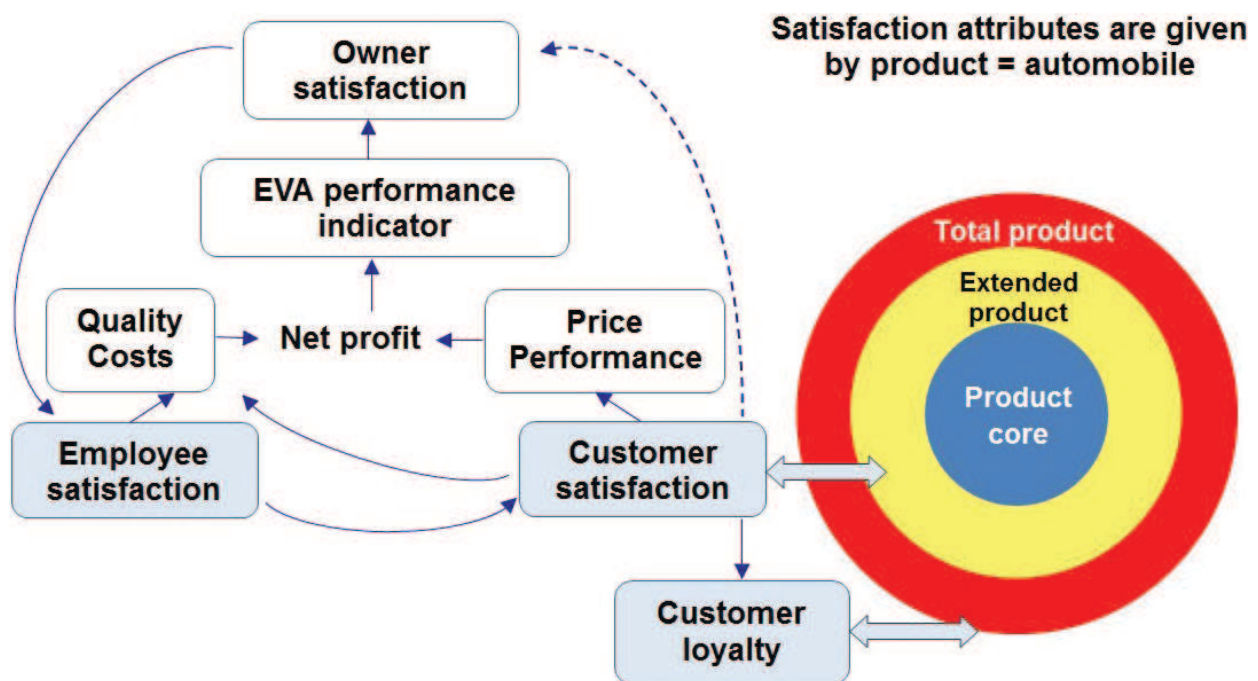 Satisfaction attributes are given
by product = automobile
Owner
satisfaction
EVA performance
indicator
Quality
Costs
Net profit
Price
Performance
Employee
satisfaction
Customer
satisfaction
Customer
loyalty
Total product
Extended
product
Product
core